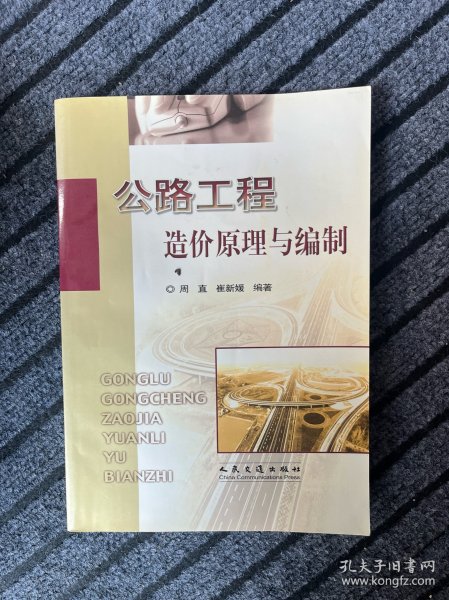 公路工程
造价原理与编制
◎周 直 崔新媛 编著
GONGLU
GONGCHENG
ZAOJIA
YUANLI
YU
BIANZHI
人民交通出版社
China Communications Press
孔夫子旧书网
www.kongfz.com